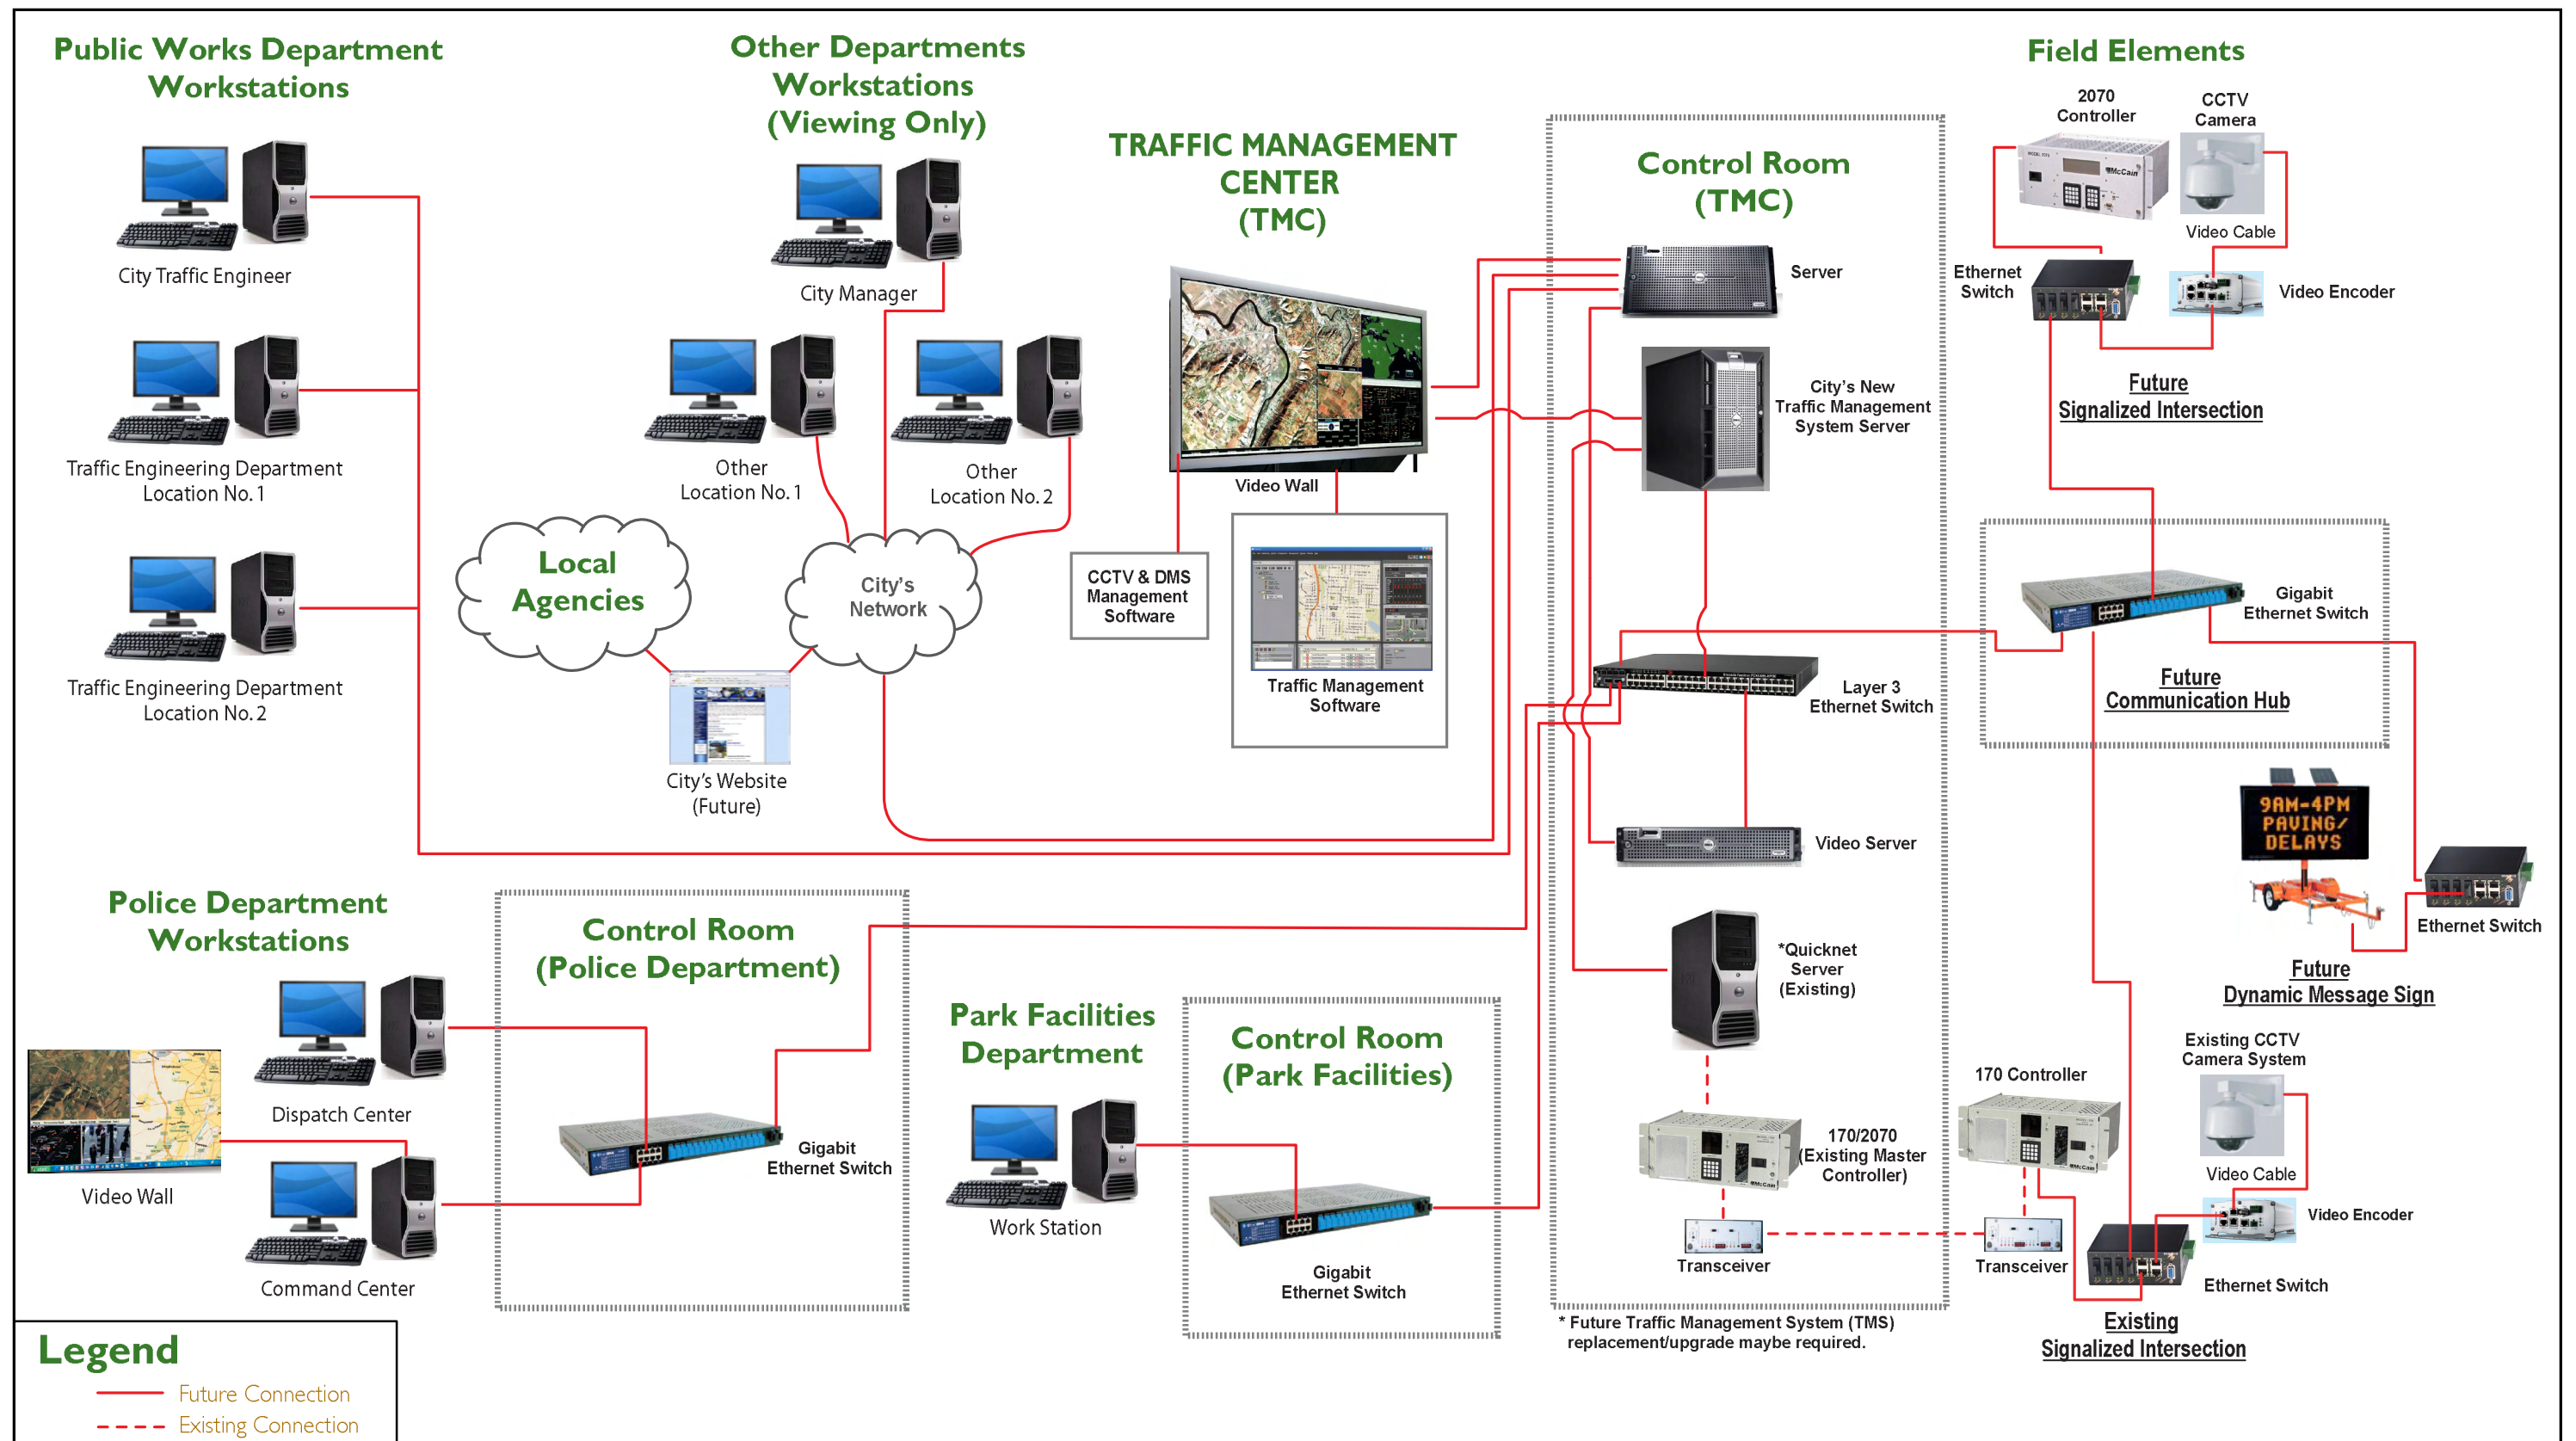 Public Works Department
Workstations
City Traffic Engineer
Traffic Engineering Department
Location No. 1
Traffic Engineering Department
Location No. 2
Other Departments
Workstations
(Viewing Only)
City Manager
Other
Location No. 1
Other
Location No. 2
Local
Agencies
City's
Network
City's Website
(Future)
TRAFFIC MANAGEMENT
CENTER
(TMC)
Video Wall
CCTV & DMS
Management
Software
Traffic Management
Software
Control Room
(TMC)
Server
City's New
Traffic Management
System Server
Layer 3
Ethernet Switch
Video Server
*Quicknet
Server
(Existing)
170/2070
(Existing Master
Controller)
McCain
Transceiver
* Future Traffic Management System (TMS)
replacement/upgrade maybe required.
Field Elements
2070
Controller
McCain
CCTV
Camera
Video Cable
Ethernet
Switch
Video Encoder
Future
Signalized Intersection
Gigabit
Ethernet Switch
Future
Communication Hub
9AM-4PM
PAVING/
DELAYS
Ethernet Switch
Future
Dynamic Message Sign
Existing CCTV
Camera System
170 Controller
McCain
Video Cable
Video Encoder
Transceiver
Ethernet Switch
Existing
Signalized Intersection
Police Department
Workstations
Dispatch Center
Video Wall
Command Center
Control Room
(Police Department)
Gigabit
Ethernet Switch
Park Facilities
Department
Work Station
Control Room
(Park Facilities)
Gigabit
Ethernet Switch
Legend
Future Connection
Existing Connection